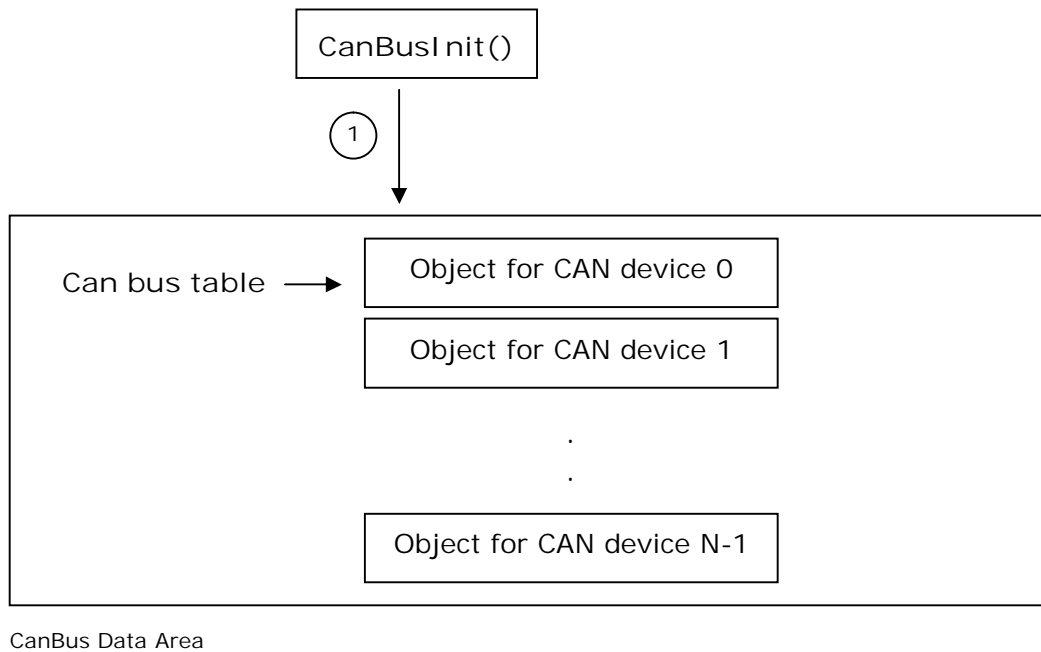 CanBusInit()
1
Can bus table
Object for CAN device 0
Object for CAN device 1
.
.
Object for CAN device N-1
CanBus Data Area